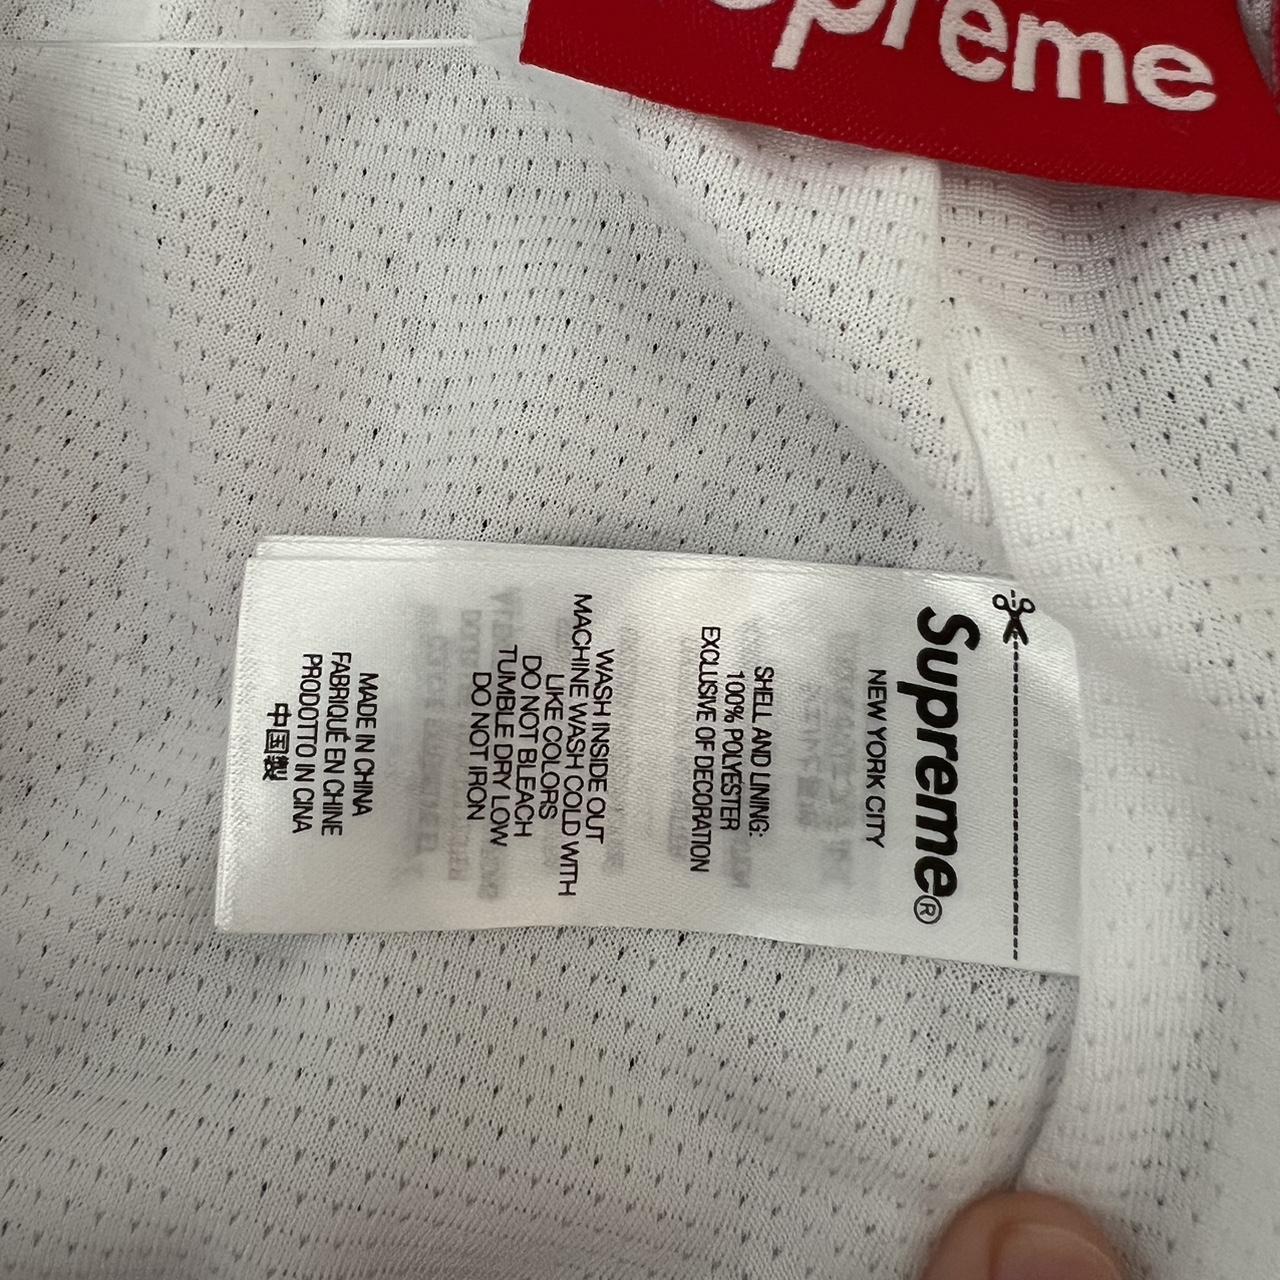 Supreme
Supreme®
NEW YORK CITY
SHELL AND LINING:
100% POLYESTER
EXCLUSIVE OF DECORATION
WASH INSIDE OUT
MACHINE WASH COLD WITH
LIKE COLORS
DO NOT BLEACH
TUMBLE DRY LOW
DO NOT IRON
MADE IN CHINA
FABRIQUÉ EN CHINE
PRODOTTO IN CINA
中国製